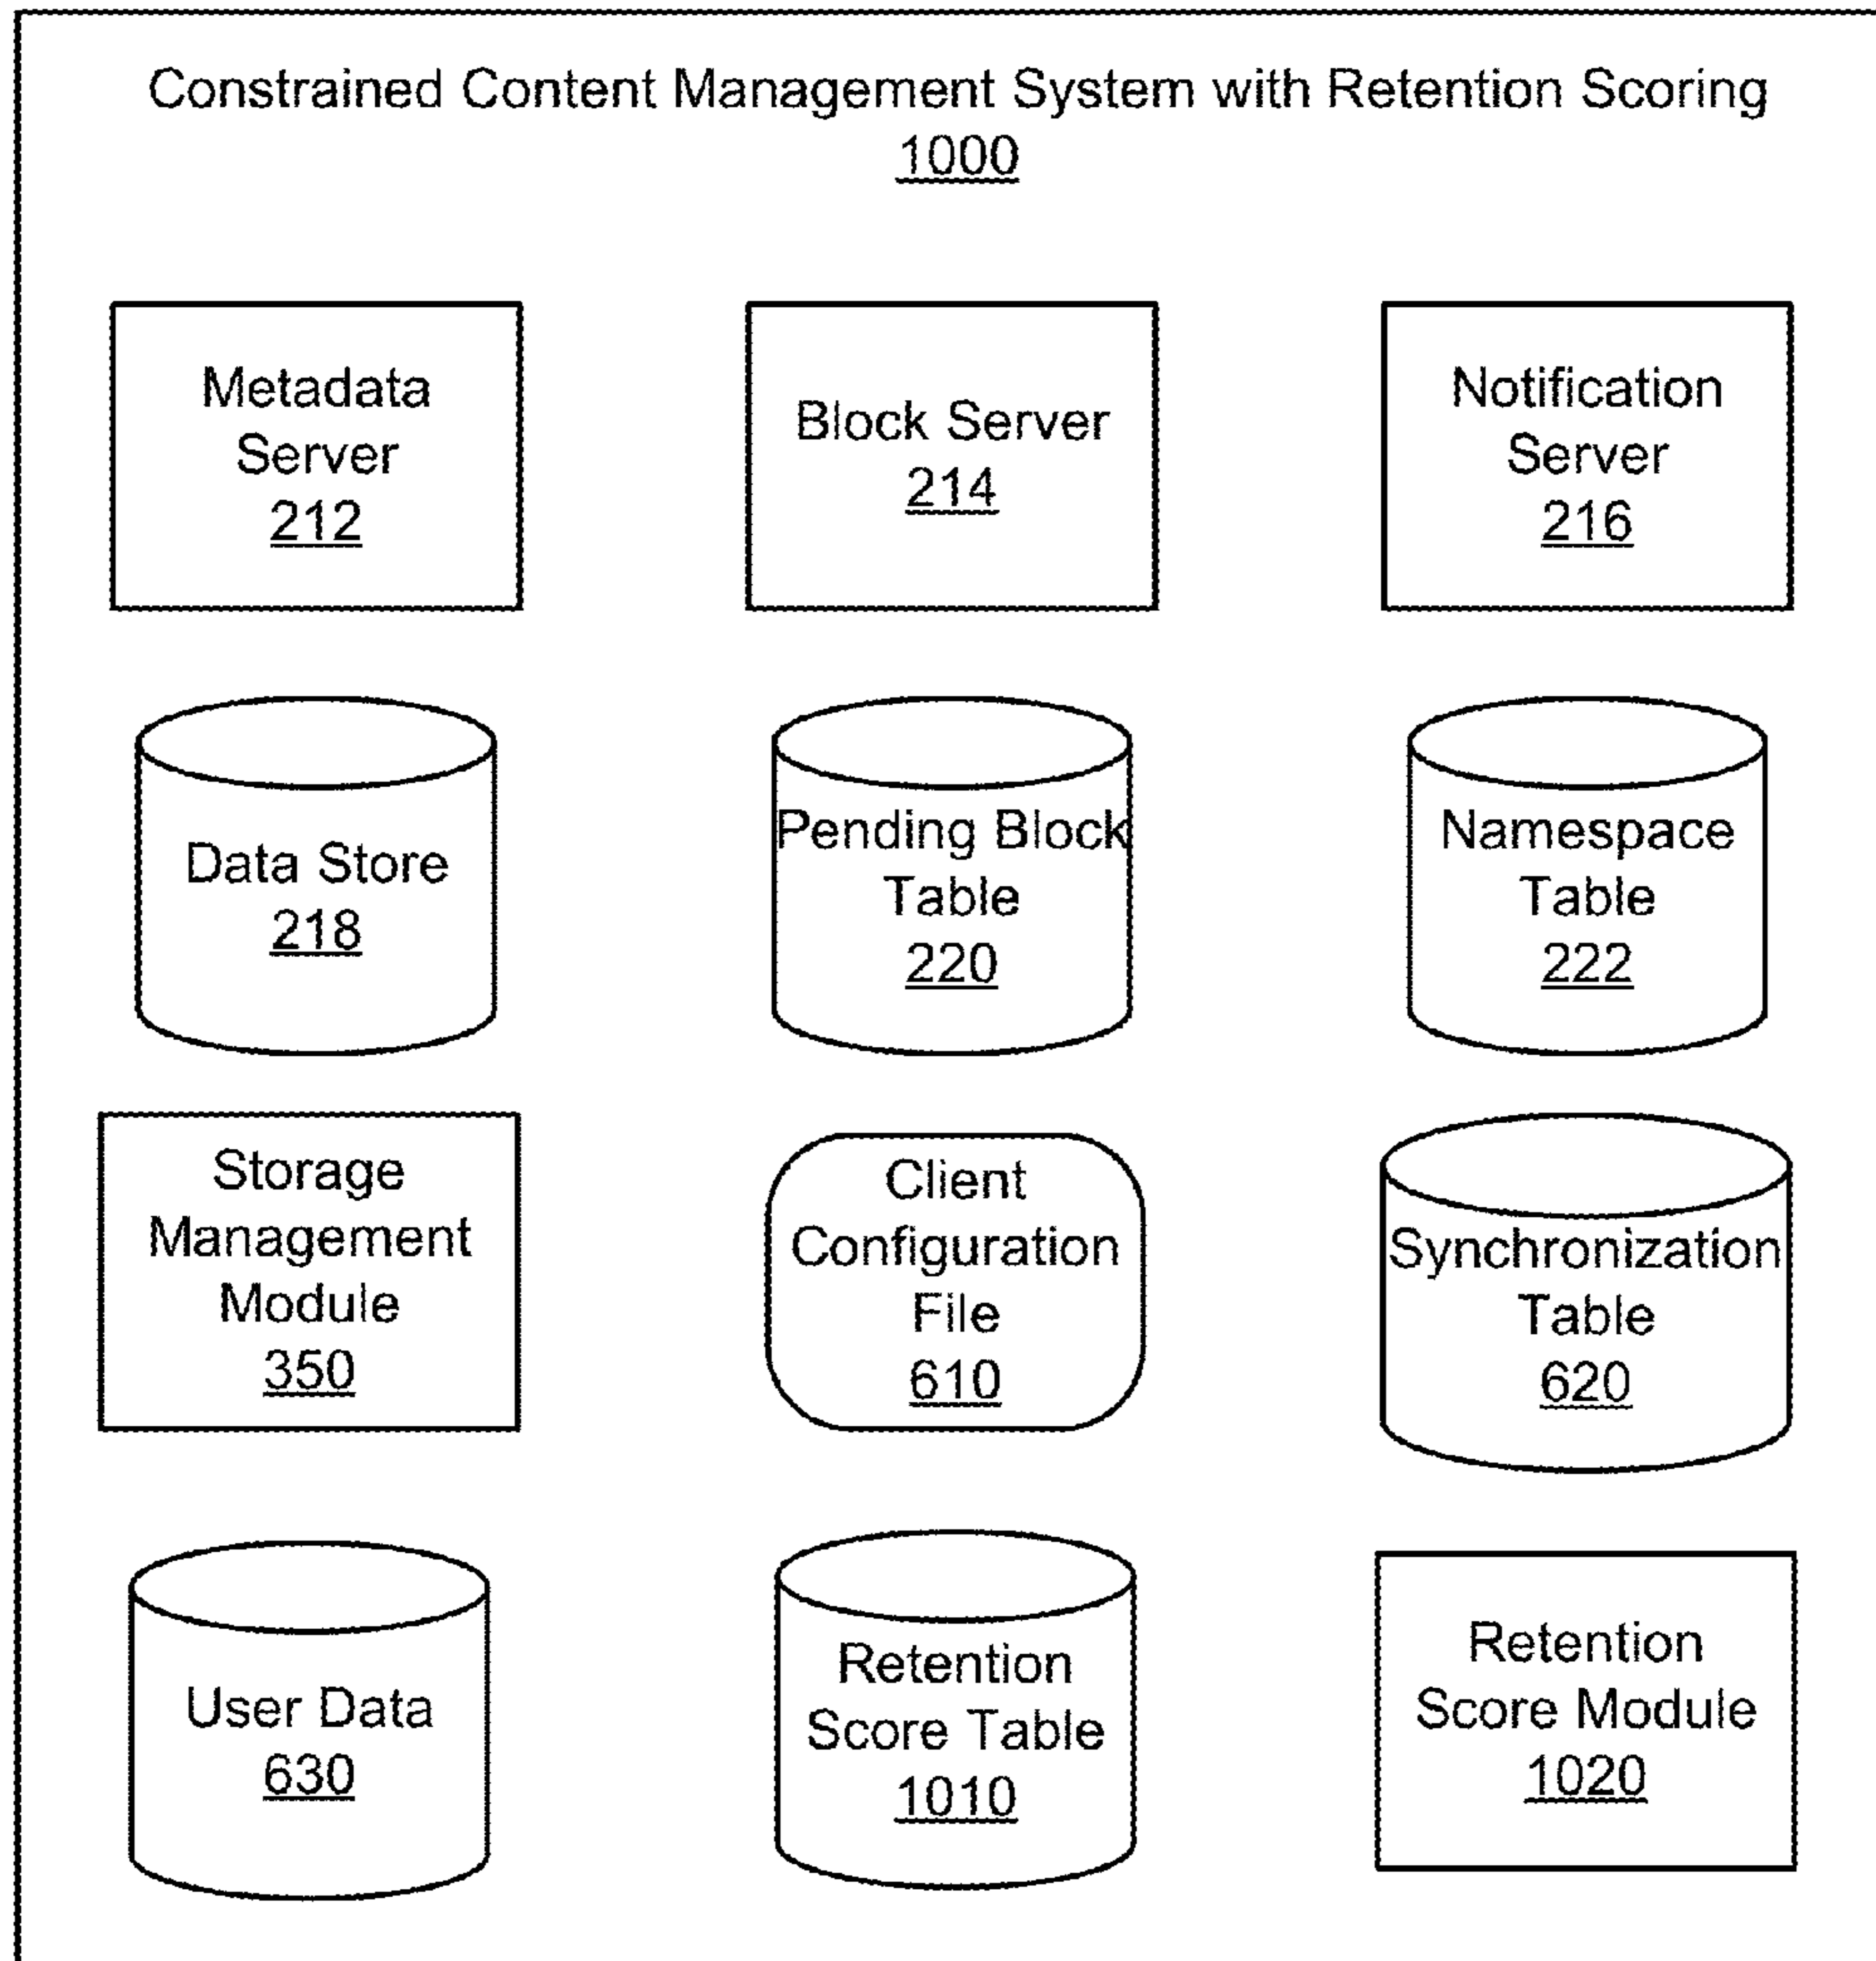 Constrained Content Management System with Retention Scoring
1000
Metadata
Server
212
Block Server
214
Notification
Server
216
Data Store
218
Pending Block
Table
220
Namespace
Table
222
Storage
Management
Module
350
Client
Configuration
File
610
Synchronization
Table
620
User Data
630
Retention
Score Table
1010
Retention
Score Module
1020